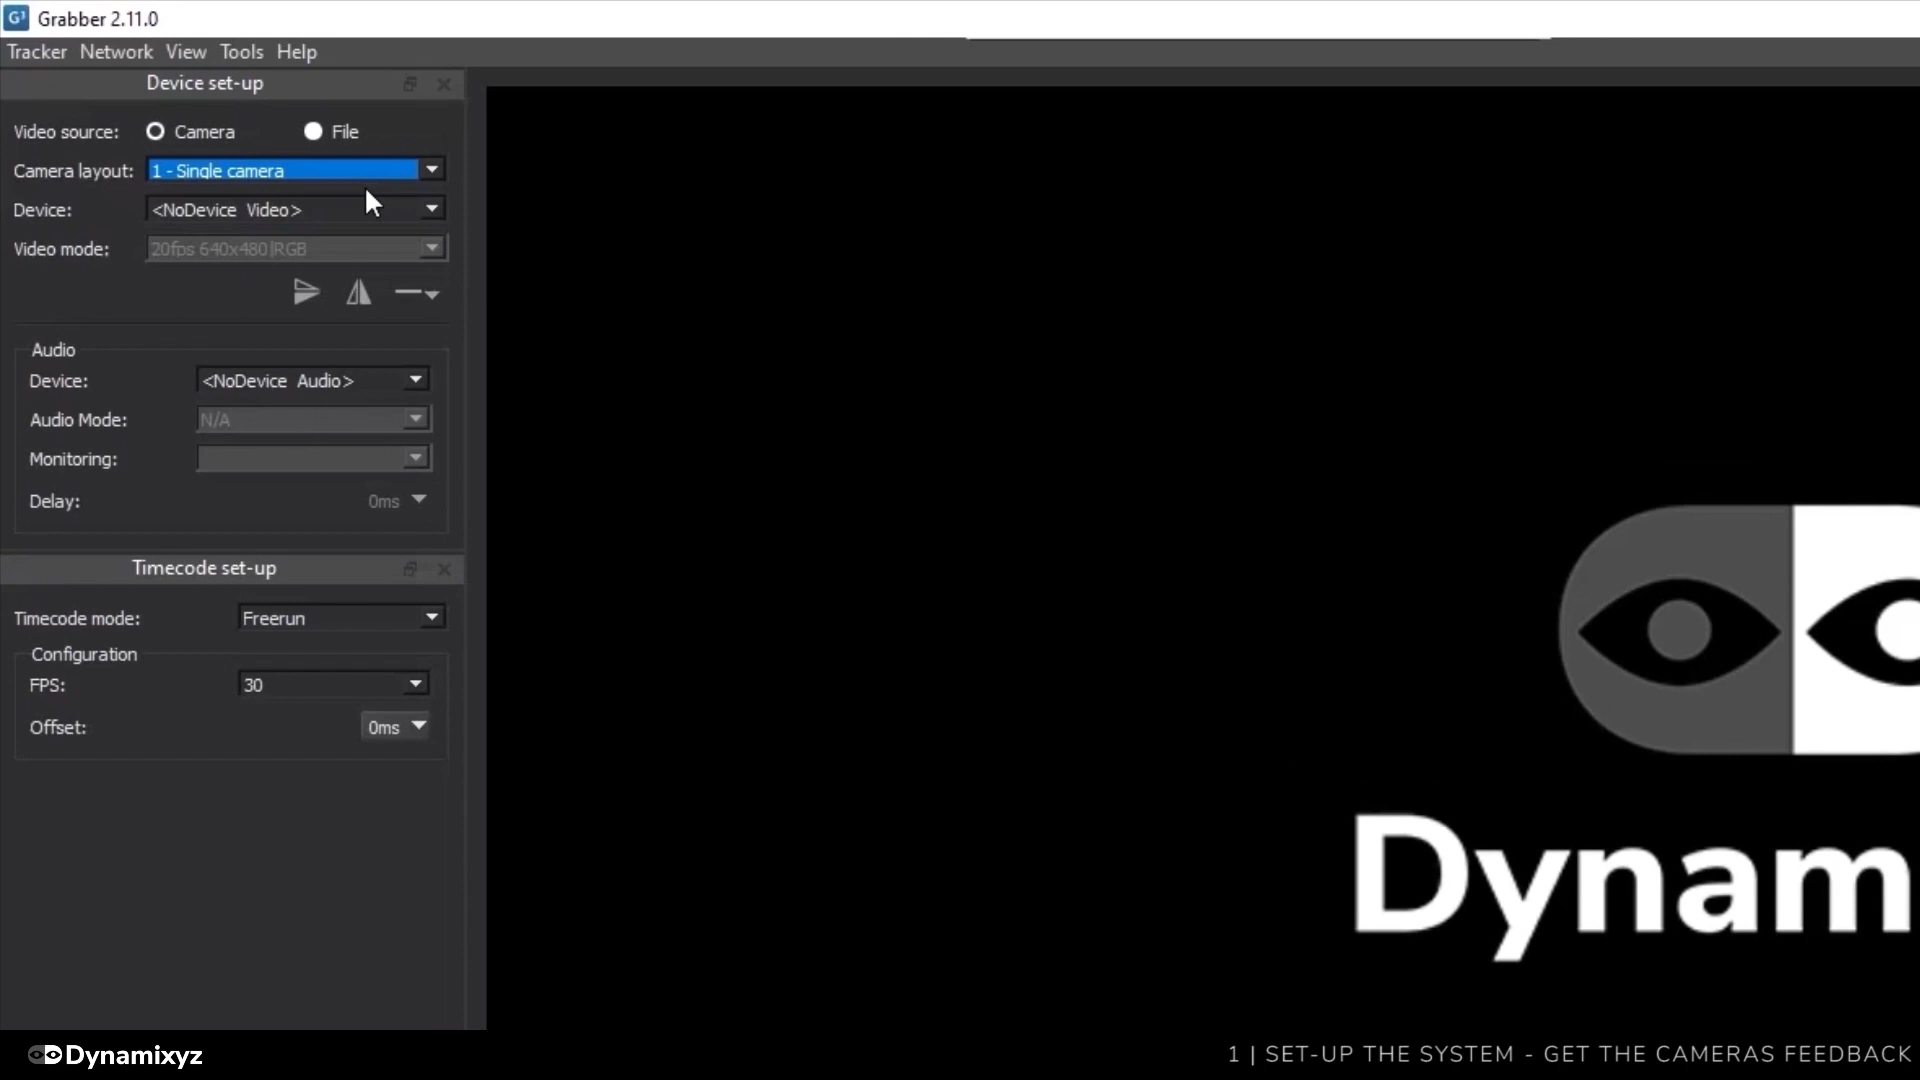 Grabber 2.11.0
Tracker Network View Tools Help
Device set-up
Video source: Camera File
Camera layout: 1 - Single camera
Device: <NoDevice Video>
Video mode: 20fps 640x480|RGB
Audio
Device: <NoDevice Audio>
Audio Mode: N/A
Monitoring:
Delay: 0ms
Timecode set-up
Timecode mode: Freerun
Configuration
FPS: 30
Offset: 0ms
Dynam
Dynamixyz
1 | SET-UP THE SYSTEM - GET THE CAMERAS FEEDBACK